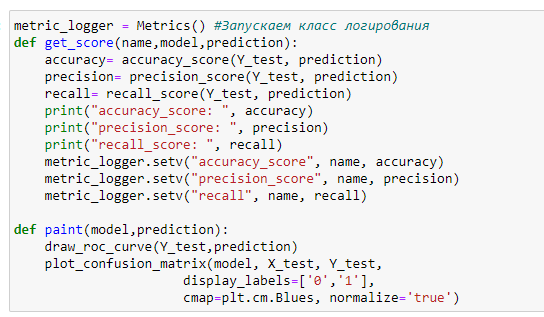 metric_logger = Metrics() #Запускаем класс логирования
def get_score(name,model,prediction):
    accuracy= accuracy_score(Y_test, prediction)
    precision= precision_score(Y_test, prediction)
    recall= recall_score(Y_test, prediction)
    print("accuracy_score: ", accuracy)
    print("precision_score: ", precision)
    print("recall_score: ", recall)
    metric_logger.setv("accuracy_score", name, accuracy)
    metric_logger.setv("precision_score", name, precision)
    metric_logger.setv("recall", name, recall)

def paint(model,prediction):
    draw_roc_curve(Y_test,prediction)
    plot_confusion_matrix(model, X_test, Y_test,
                      display_labels=['0','1'],
                      cmap=plt.cm.Blues, normalize='true')